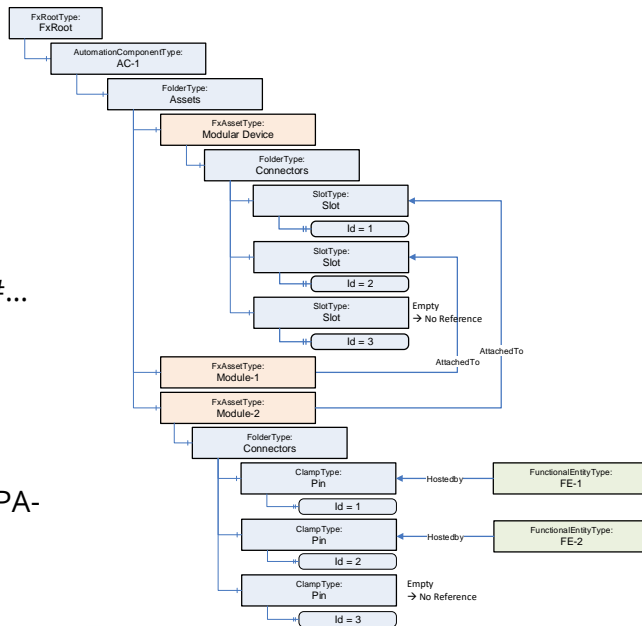 FxRootType:
FxRoot
AutomationComponentType:
AC-1
FolderType:
Assets
FxAssetType:
Modular Device
FolderType:
Connectors
SlotType:
Slot
Id = 1
SlotType:
Slot
Id = 2
SlotType:
Slot
Empty
→ No Reference
Id = 3
#...
AttachedTo
AttachedTo
FxAssetType:
Module-1
FxAssetType:
Module-2
FolderType:
Connectors
ClampType:
Pin
Hostedby
FunctionalEntityType:
FE-1
Id = 1
PA-
ClampType:
Pin
Hostedby
FunctionalEntityType:
FE-2
Id = 2
ClampType:
Pin
Empty
→ No Reference
Id = 3